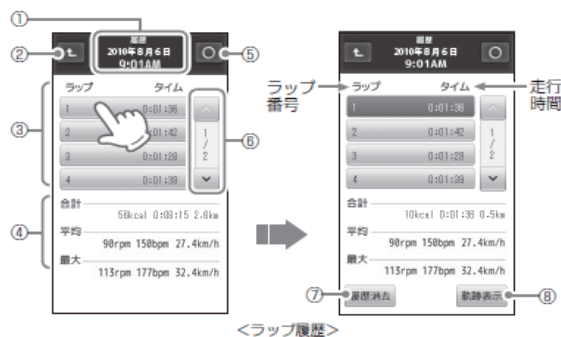 ①
②
③
④
⑤
⑥
履歴
2010年8月6日
9:01AM
ラップ タイム
1 0:01:36
2 0:01:42
3 0:01:28
4 0:01:39
1
/
2
合計
58kcal 0:08:15 2.6km
平均
90rpm 150bpm 27.4km/h
最大
113rpm 177bpm 32.4km/h
履歴
2010年8月6日
9:01AM
ラップ
番号
ラップ タイム
走行
時間
1 0:01:36
2 0:01:42
3 0:01:28
4 0:01:39
1
/
2
合計
10kcal 0:01:36 0.5km
平均
90rpm 150bpm 27.4km/h
最大
113rpm 177bpm 32.4km/h
⑦
履歴消去
軌跡表示
⑧
<ラップ履歴>